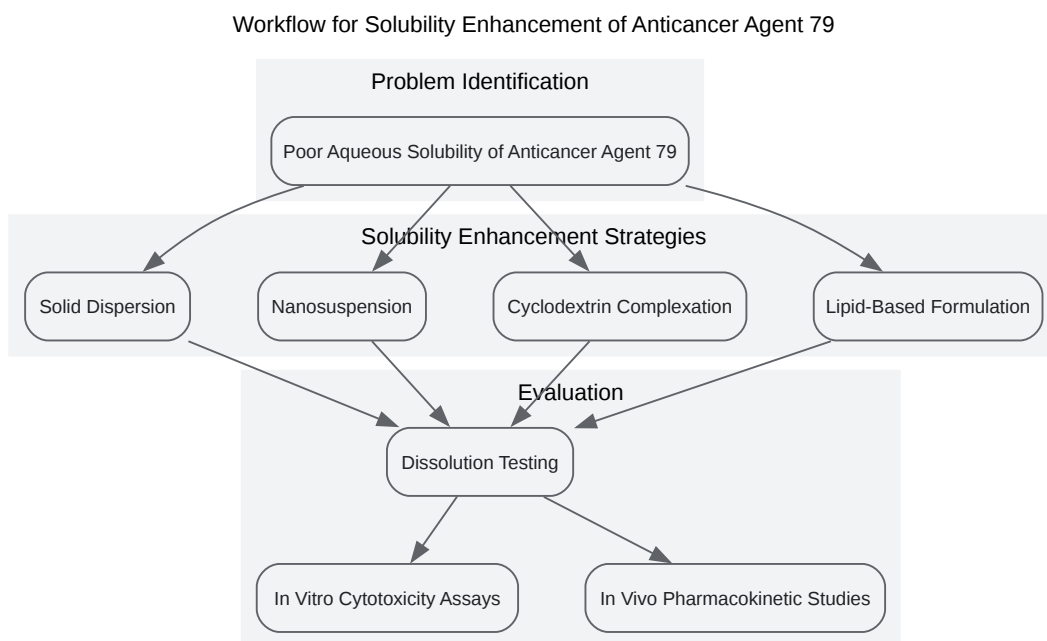 Workflow for Solubility Enhancement of Anticancer Agent 79
Problem Identification
Poor Aqueous Solubility of Anticancer Agent 79
Solubility Enhancement Strategies
Solid Dispersion
Nanosuspension
Cyclodextrin Complexation
Lipid-Based Formulation
Evaluation
Dissolution Testing
In Vitro Cytotoxicity Assays
In Vivo Pharmacokinetic Studies